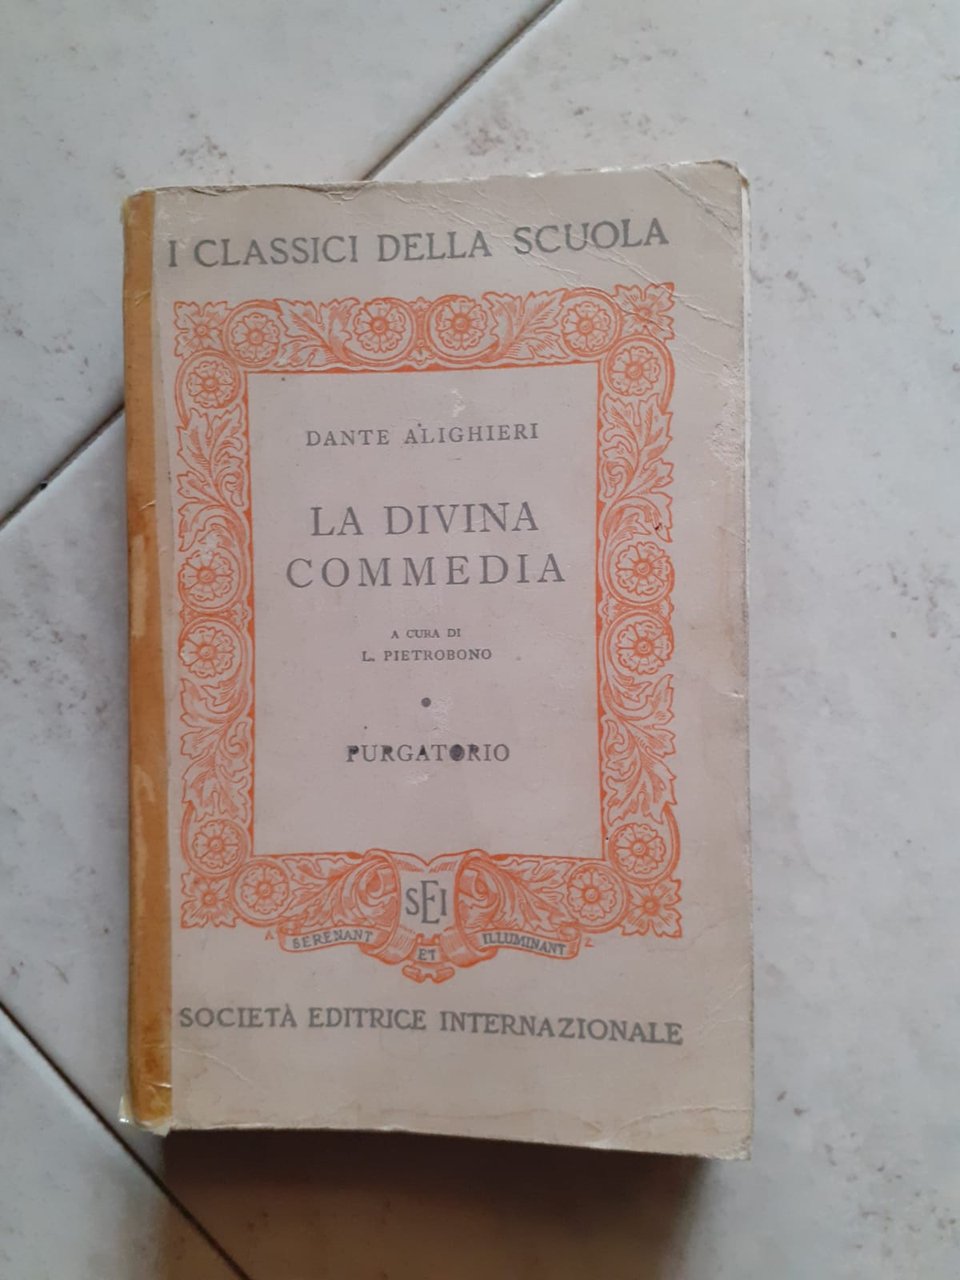 I CLASSICI DELLA SCUOLA
DANTE ALIGHIERI
LA DIVINA
COMMEDIA
A CURA DI
L. PIETROBONO
PURGATORIO
SEI
SERENANT ET ILLUMINANT
SOCIETÀ EDITRICE INTERNAZIONALE